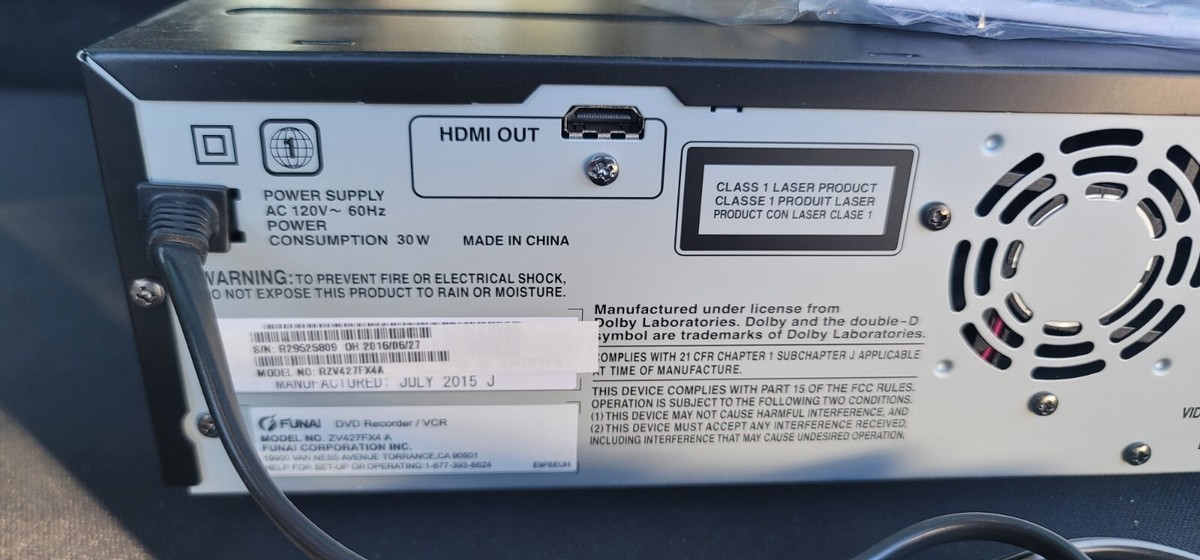 HDMI OUT
1
POWER SUPPLY
AC 120V~ 60Hz
POWER
CONSUMPTION 30W
MADE IN CHINA
CLASS 1 LASER PRODUCT
CLASSE 1 PRODUIT LASER
PRODUCT CON LASER CLASE 1
WARNING: TO PREVENT FIRE OR ELECTRICAL SHOCK,
DO NOT EXPOSE THIS PRODUCT TO RAIN OR MOISTURE.
S/N: R29525809 OH 2016/06/27
MODEL NO: RZV427FX4A
MANUFACTURED: JULY 2015 J
FUNAI DVD Recorder / VCR
MODEL NO. ZV427FX4 A
FUNAI CORPORATION INC.
19900 VAN NESS AVENUE TORRANCE,CA 90501
HELP FOR SET-UP OR OPERATING:1-877-393-8624
Manufactured under license from
Dolby Laboratories. Dolby and the double-D
symbol are trademarks of Dolby Laboratories.
COMPLIES WITH 21 CFR CHAPTER 1 SUBCHAPTER J APPLICABLE
AT TIME OF MANUFACTURE.
THIS DEVICE COMPLIES WITH PART 15 OF THE FCC RULES.
OPERATION IS SUBJECT TO THE FOLLOWING TWO CONDITIONS.
(1) THIS DEVICE MAY NOT CAUSE HARMFUL INTERFERENCE, AND
(2) THIS DEVICE MUST ACCEPT ANY INTERFERENCE RECEIVED,
INCLUDING INTERFERENCE THAT MAY CAUSE UNDESIRED OPERATION.